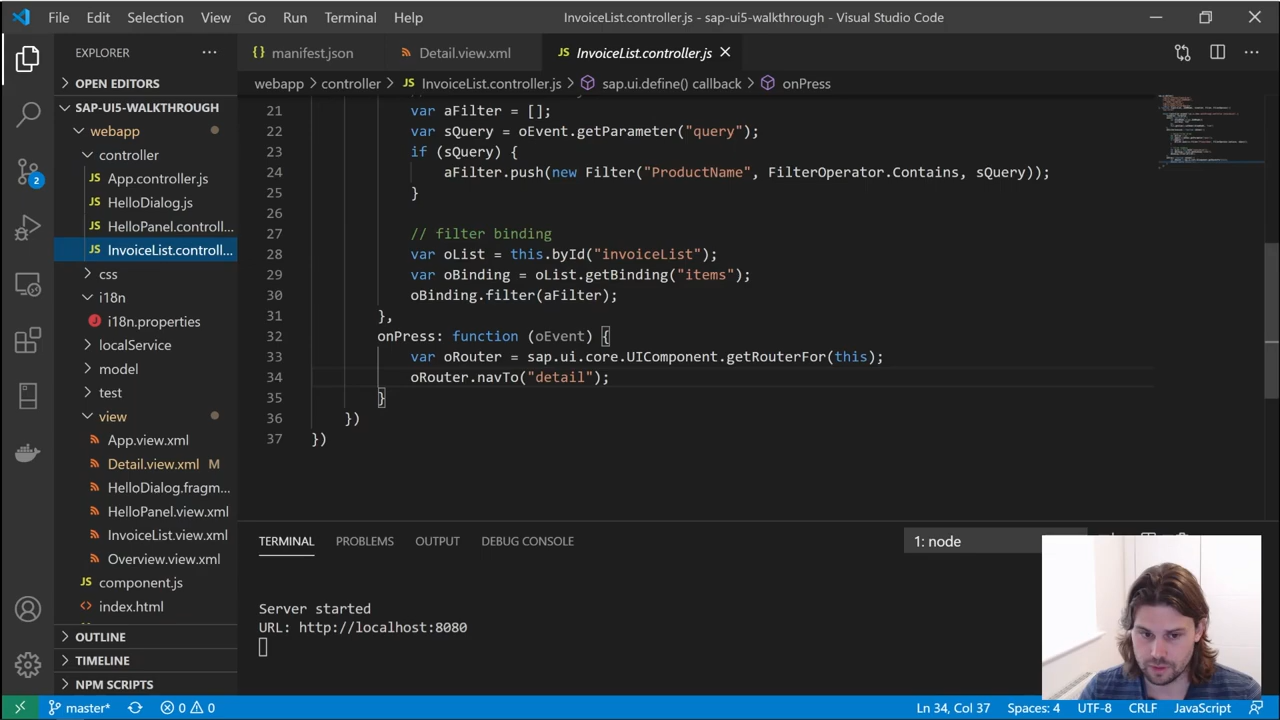 File Edit Selection View Go Run Terminal Help
InvoiceList.controller.js - sap-ui5-walkthrough - Visual Studio Code
EXPLORER
OPEN EDITORS
SAP-UI5-WALKTHROUGH
webapp
controller
App.controller.js
HelloDialog.js
HelloPanel.controll...
InvoiceList.controll...
css
i18n
i18n.properties
localService
model
test
view
App.view.xml
Detail.view.xml M
HelloDialog.fragm...
HelloPanel.view.xml
InvoiceList.view.xml
Overview.view.xml
component.js
index.html
OUTLINE
TIMELINE
NPM SCRIPTS
2
manifest.json
Detail.view.xml
JS InvoiceList.controller.js
webapp > controller > JS InvoiceList.controller.js > sap.ui.define() callback > onPress
21 var aFilter = [];
22 var sQuery = oEvent.getParameter("query");
23 if (sQuery) {
24 aFilter.push(new Filter("ProductName", FilterOperator.Contains, sQuery));
25 }
26
27 // filter binding
28 var oList = this.byId("invoiceList");
29 var oBinding = oList.getBinding("items");
30 oBinding.filter(aFilter);
31 },
32 onPress: function (oEvent) {
33 var oRouter = sap.ui.core.UIComponent.getRouterFor(this);
34 oRouter.navTo("detail");
35 }
36 })
37 })
TERMINAL PROBLEMS OUTPUT DEBUG CONSOLE
1: node
Server started
URL: http://localhost:8080
master* 0 0
Ln 34, Col 37 Spaces: 4 UTF-8 CRLF JavaScript